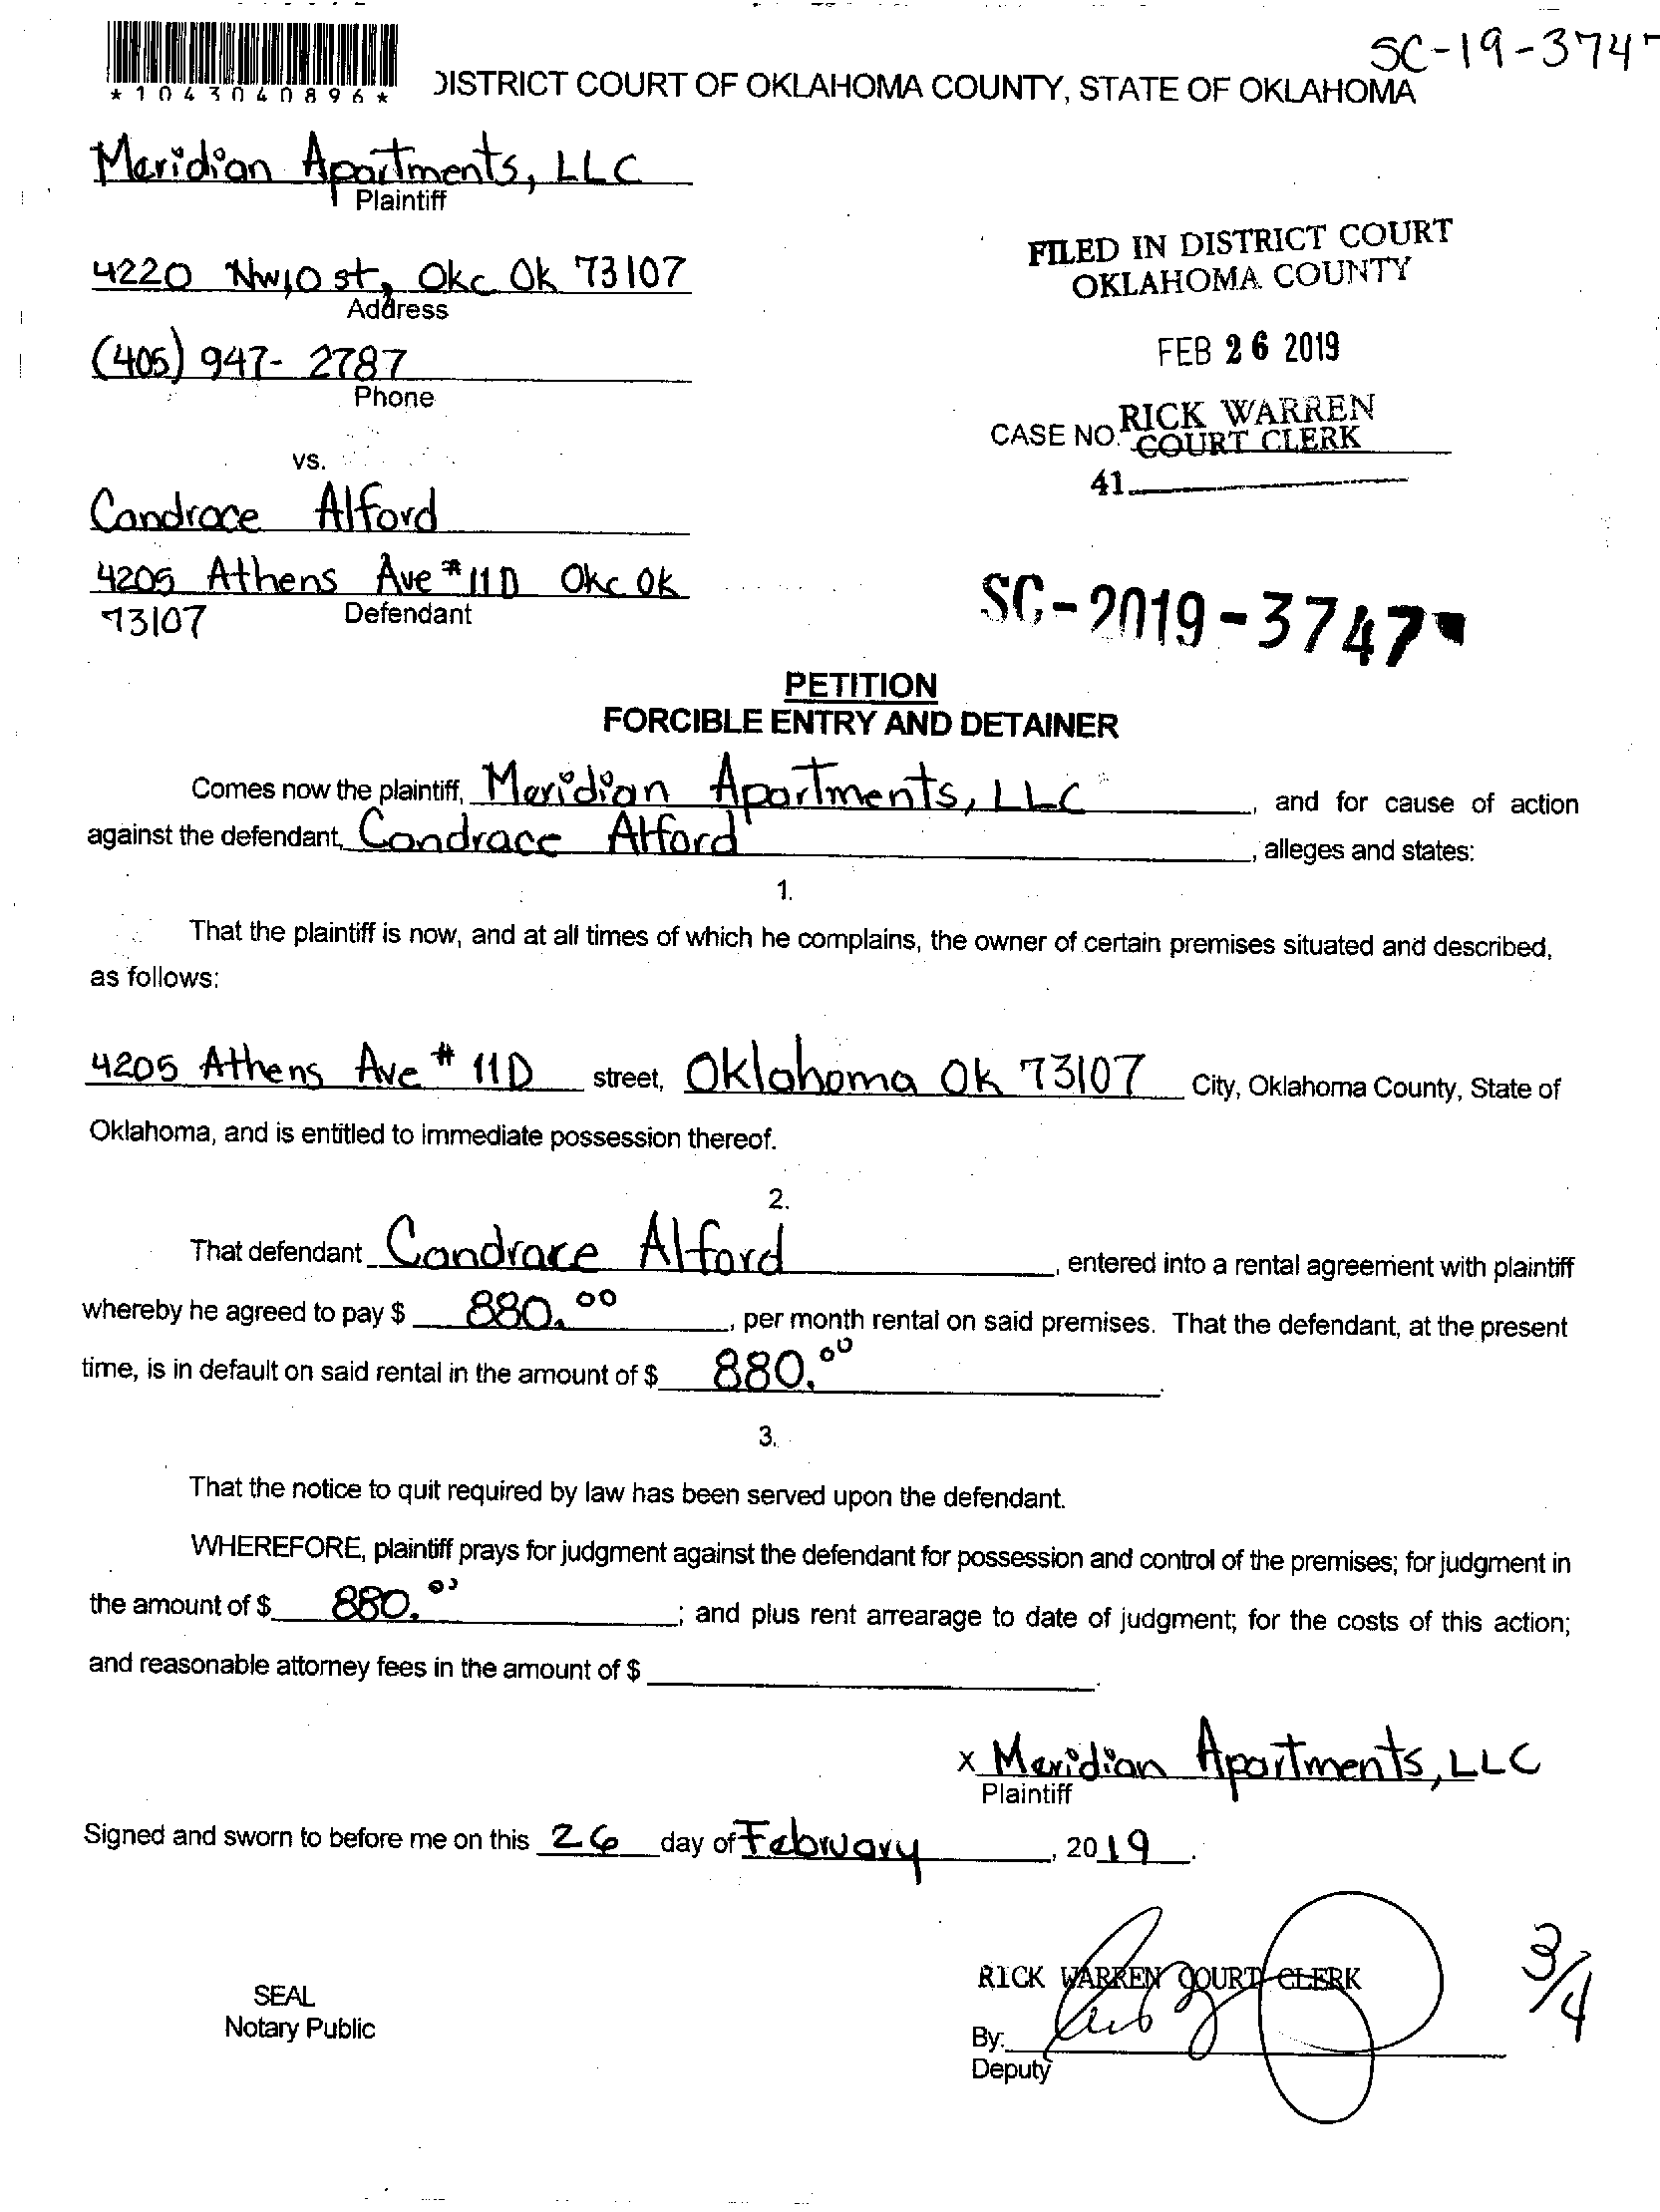 SC-19-374
*1043040896*
DISTRICT COURT OF OKLAHOMA COUNTY, STATE OF OKLAHOMA
Meridian Apartments, LLC
Plaintiff
4220 NW10 st, Okc Ok 73107
Address
FILED IN DISTRICT COURT
OKLAHOMA COUNTY
(405) 947-2787
Phone
FEB 26 2019
CASE NO. RICK WARREN
COURT CLERK
41
vs.
Candrace Alford
4205 Athens Ave #11D Okc Ok
73107 Defendant
SC-2019-3747
PETITION
FORCIBLE ENTRY AND DETAINER
Comes now the plaintiff, Meridian Apartments, LLC, and for cause of action
against the defendant, Candrace Alford, alleges and states:
1.
That the plaintiff is now, and at all times of which he complains, the owner of certain premises situated and described,
as follows:
4205 Athens Ave # 11D street, Oklahoma Ok 73107 City, Oklahoma County, State of
Oklahoma, and is entitled to immediate possession thereof.
2.
That defendant Candrace Alford, entered into a rental agreement with plaintiff
whereby he agreed to pay $ 880.00, per month rental on said premises. That the defendant, at the present
time, is in default on said rental in the amount of $ 880.00.
3.
That the notice to quit required by law has been served upon the defendant.
WHEREFORE, plaintiff prays for judgment against the defendant for possession and control of the premises; for judgment in
the amount of $ 880.00; and plus rent arrearage to date of judgment; for the costs of this action;
and reasonable attorney fees in the amount of $
x Meridian Apartments, LLC
Plaintiff
Signed and sworn to before me on this 26 day of February, 2019.
RICK WARREN COURT CLERK
3/4
SEAL
Notary Public
By:
Deputy